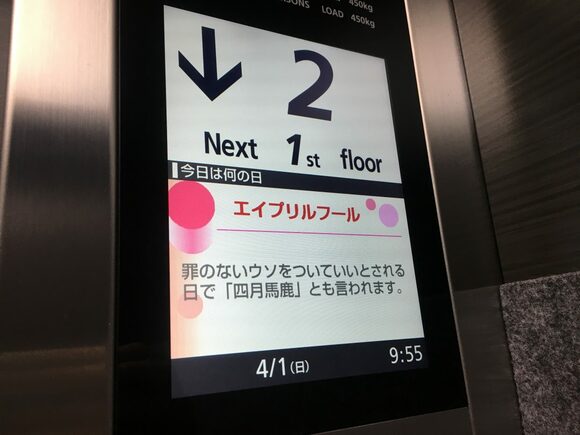 450kg
SONS LOAD 450kg
↓ 2
Next 1st floor
今日は何の日
エイプリルフール
罪のないウソをついていいとされる
日で「四月馬鹿」とも言われます。
4/1(日) 9:55